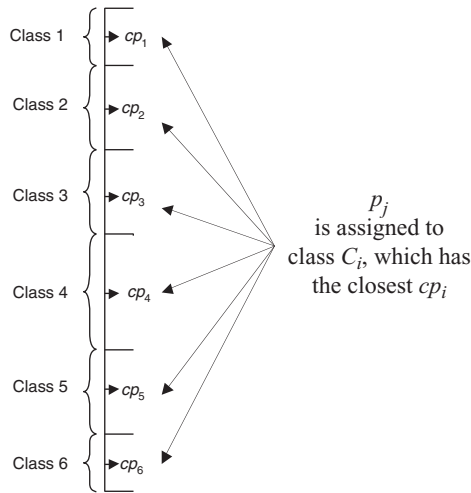 Class 1
cp1
Class 2
cp2
Class 3
cp3
Class 4
cp4
Class 5
cp5
Class 6
cp6
pj
is assigned to
class Ci, which has
the closest cpi